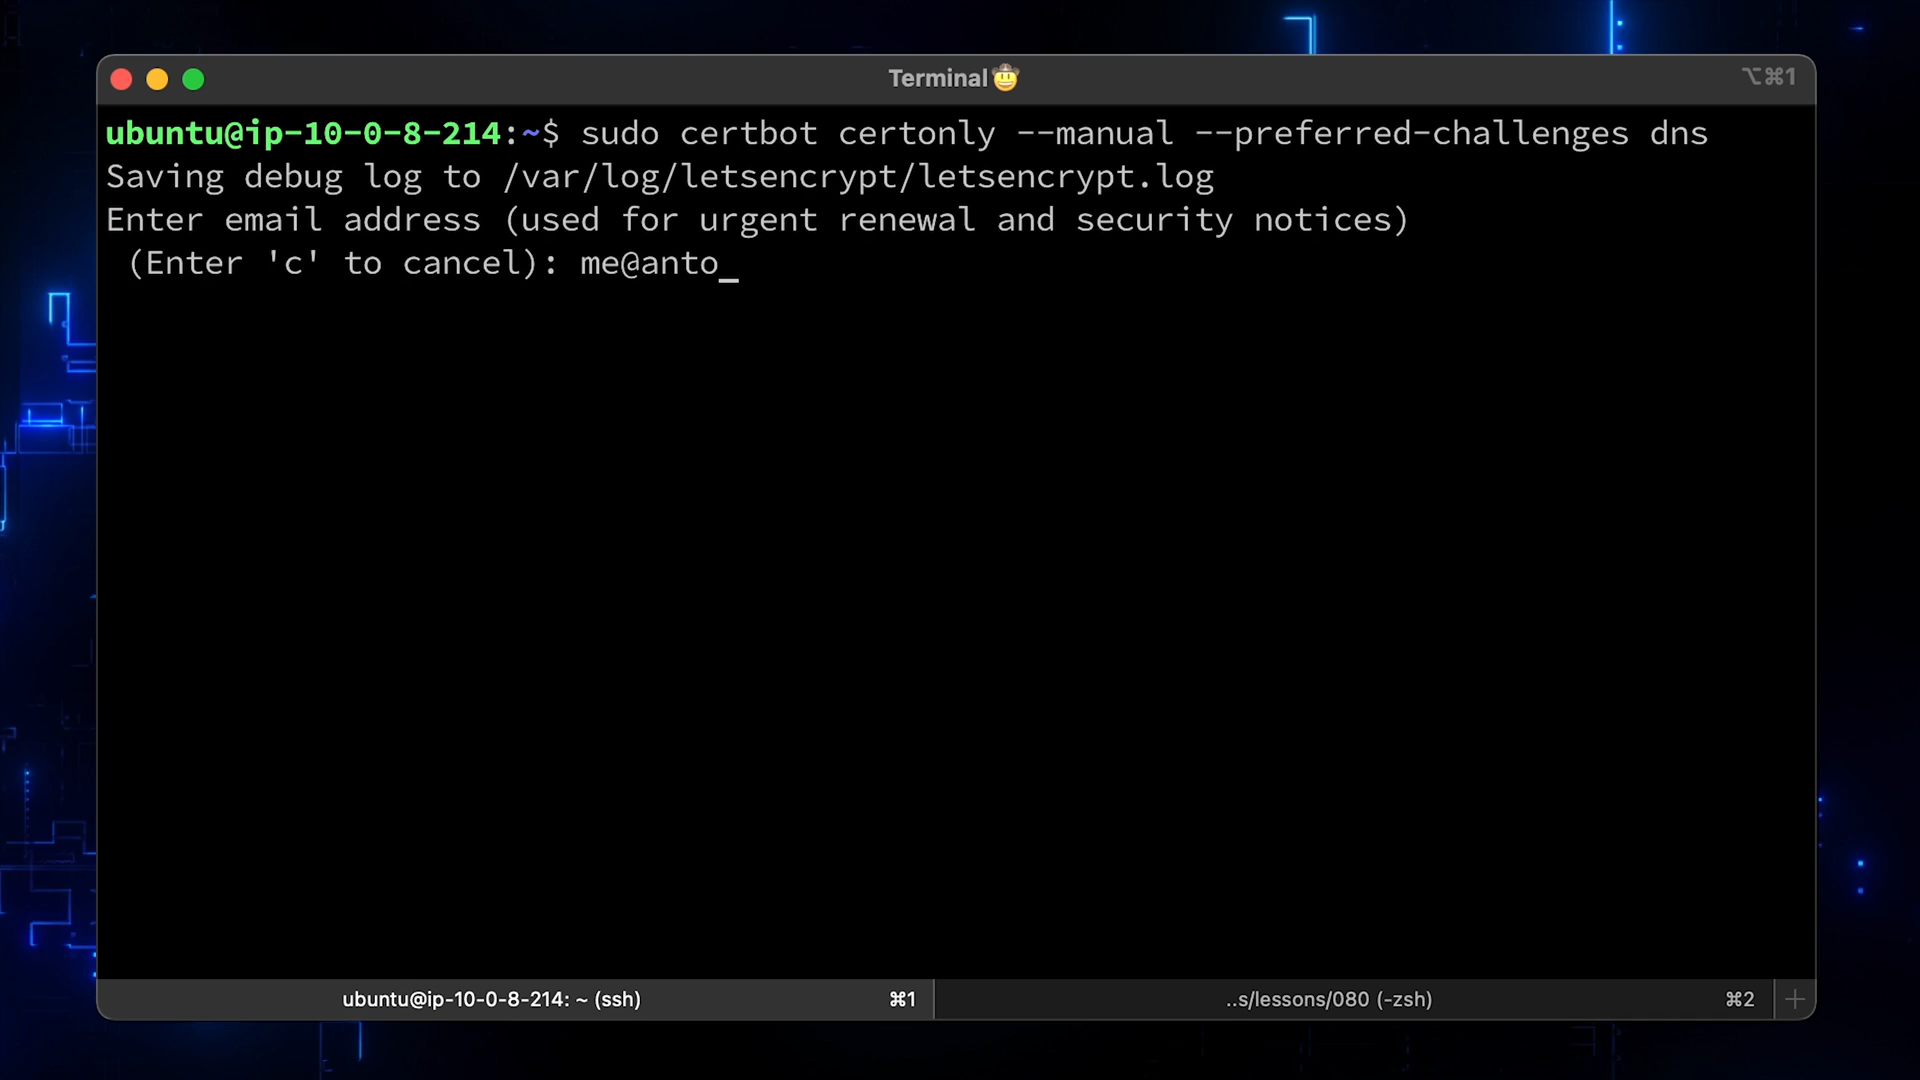 Terminal🤠
⌥⌘1
ubuntu@ip-10-0-8-214:~$ sudo certbot certonly --manual --preferred-challenges dns
Saving debug log to /var/log/letsencrypt/letsencrypt.log
Enter email address (used for urgent renewal and security notices)
 (Enter 'c' to cancel): me@anto_
ubuntu@ip-10-0-8-214: ~ (ssh) ⌘1
..s/lessons/080 (-zsh) ⌘2 +